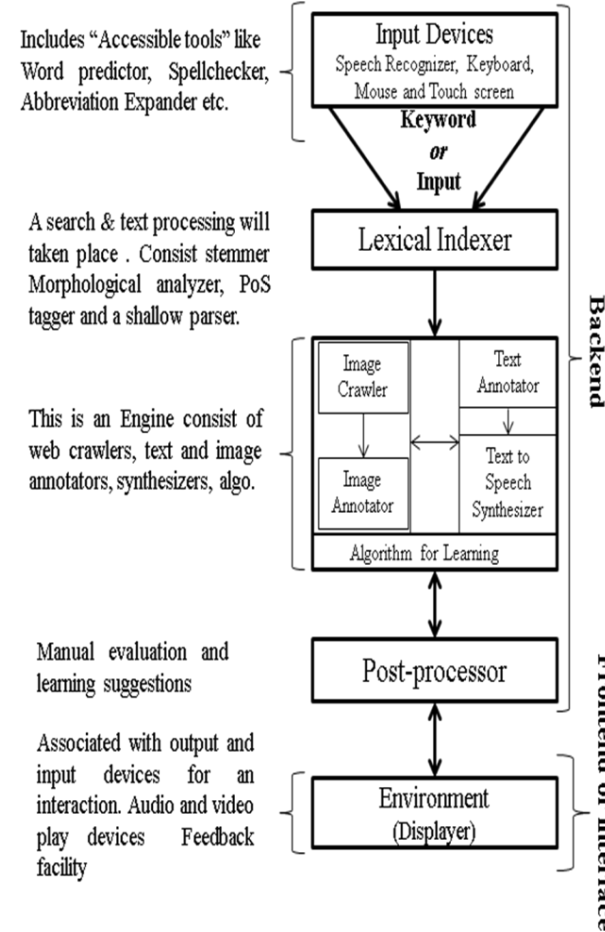 Includes “Accessible tools” like
Word predictor, Spellchecker,
Abbreviation Expander etc.
Input Devices
Speech Recognizer, Keyboard,
Mouse and Touch screen
Keyword
or
Input
A search & text processing will
taken place . Consist stemmer
Morphological analyzer, PoS
tagger and a shallow parser.
Lexical Indexer
Backend
This is an Engine consist of
web crawlers, text and image
annotators, synthesizers, algo.
Image
Crawler
Image
Annotator
Text
Annotator
Text to
Speech
Synthesizer
Algorithm for Learning
Manual evaluation and
learning suggestions
Post-processor
Associated with output and
input devices for an
interaction. Audio and video
play devices Feedback
facility
Environment
(Displayer)
Frontend or Interface